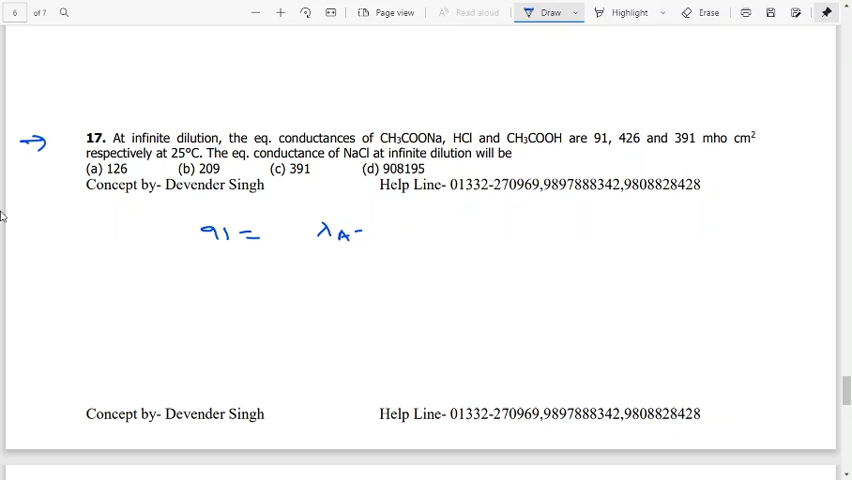 6 of 7 Page view Read aloud Draw Highlight Erase
17. At infinite dilution, the eq. conductances of CH₃COONa, HCl and CH₃COOH are 91, 426 and 391 mho cm²
respectively at 25°C. The eq. conductance of NaCl at infinite dilution will be
(a) 126 (b) 209 (c) 391 (d) 908195
Concept by- Devender Singh Help Line- 01332-270969,9897888342,9808828428
91 = λA-
Concept by- Devender Singh Help Line- 01332-270969,9897888342,9808828428